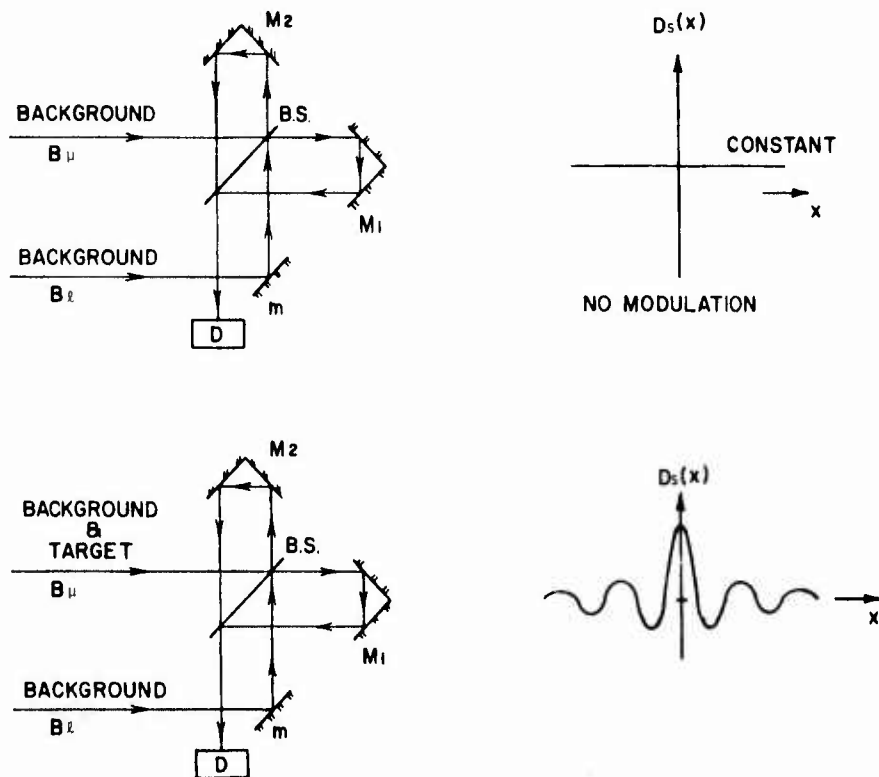 M2
Ds(x)
BACKGROUND
B.S.
CONSTANT
Bμ
x
M1
BACKGROUND
Bℓ
m
NO MODULATION
D
M2
Ds(x)
BACKGROUND
&
TARGET
B.S.
Bμ
x
M1
BACKGROUND
Bℓ
m
D